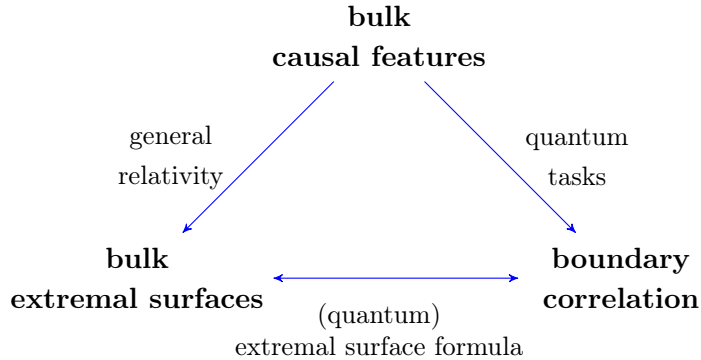 bulk
causal features
general
relativity
quantum
tasks
bulk
extremal surfaces
boundary
correlation
(quantum)
extremal surface formula